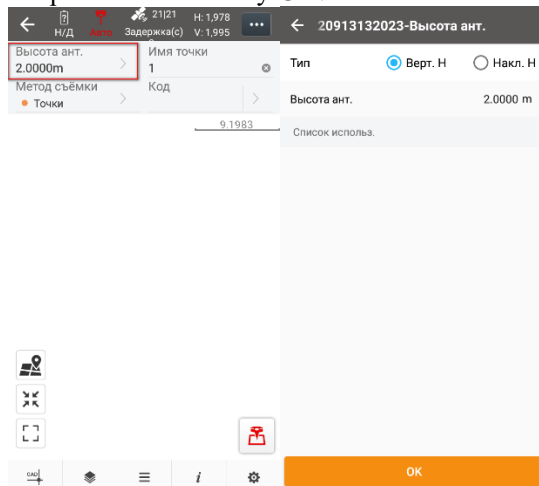 ? 21|21 H: 1,978
Н/Д Авто Задержка(с) V: 1,995
Высота ант. Имя точки
2.0000m 1
Метод съёмки Код
Точки
9.1983
CAD
i
20913132023-Высота ант.
Тип Верт. Н Накл. Н
Высота ант. 2.0000 m
Список использ.
OK